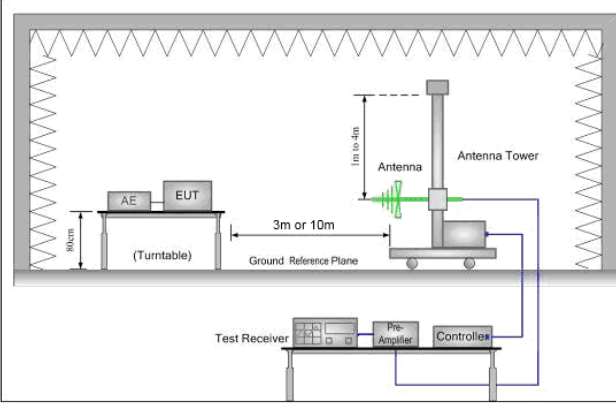 1m to 4m
Antenna
Antenna Tower
AE
EUT
3m or 10m
80cm
(Turntable)
Ground Reference Plane
Test Receiver
Pre-
Amplifier
Controller